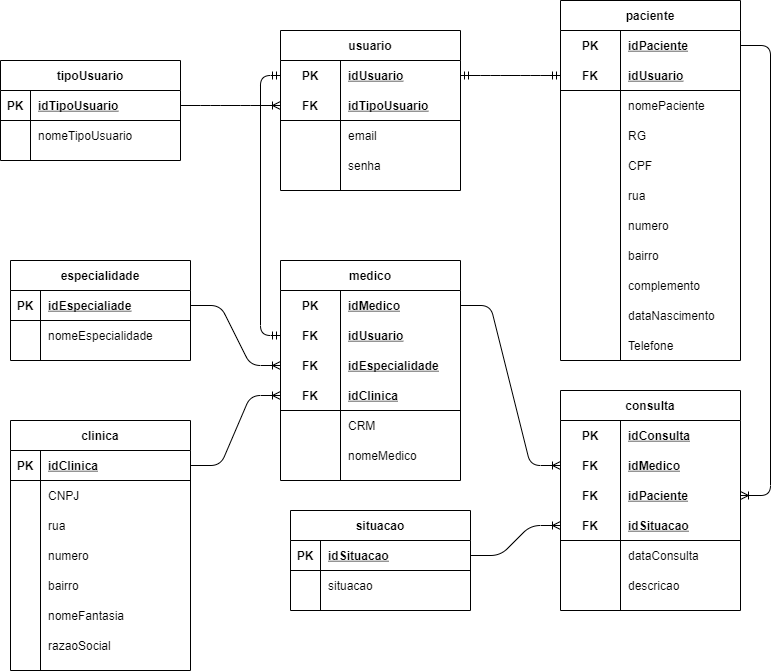 tipoUsuario
PK idTipoUsuario
nomeTipoUsuario
usuario
PK idUsuario
FK idTipoUsuario
email
senha
paciente
PK idPaciente
FK idUsuario
nomePaciente
RG
CPF
rua
numero
bairro
complemento
dataNascimento
Telefone
especialidade
PK idEspecialiade
nomeEspecialidade
medico
PK idMedico
FK idUsuario
FK idEspecialidade
FK idClinica
CRM
nomeMedico
clinica
PK idClinica
CNPJ
rua
numero
bairro
nomeFantasia
razaoSocial
situacao
PK idSituacao
situacao
consulta
PK idConsulta
FK idMedico
FK idPaciente
FK idSituacao
dataConsulta
descricao